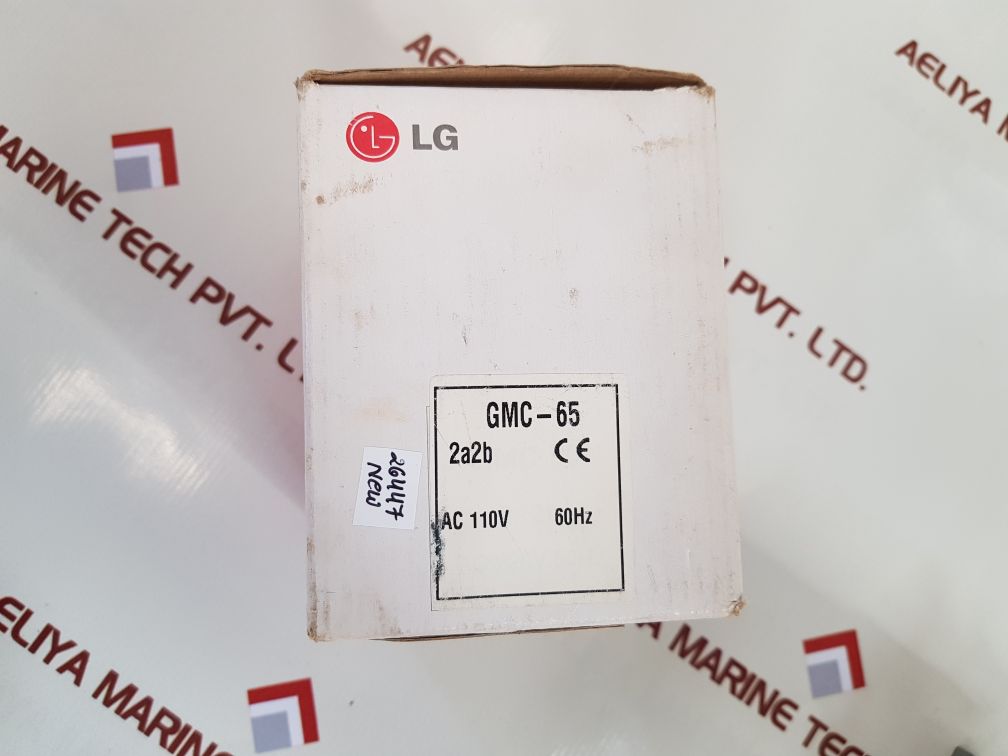 AELIYA
AELIYA M
LG
MARINE TECH PVT. L
PVT. LTD.
GMC-65
2a2b CE
26447
New
AC 110V 60Hz
ELIYA MARINE
A MARINE TECH